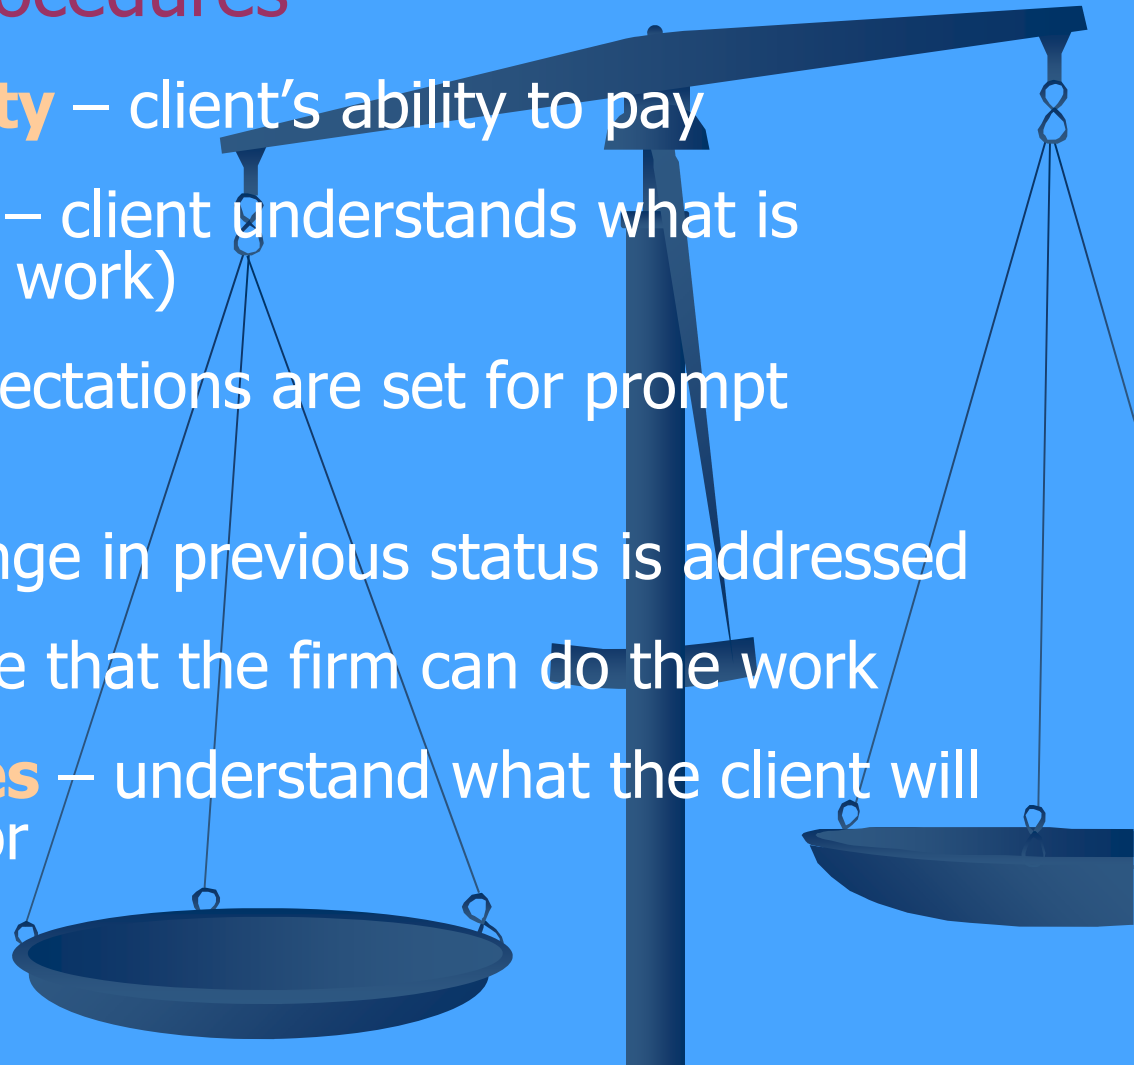 ocedures
ty – client’s ability to pay
– client understands what is
work)
ectations are set for prompt
nge in previous status is addressed
e that the firm can do the work
es – understand what the client will
or